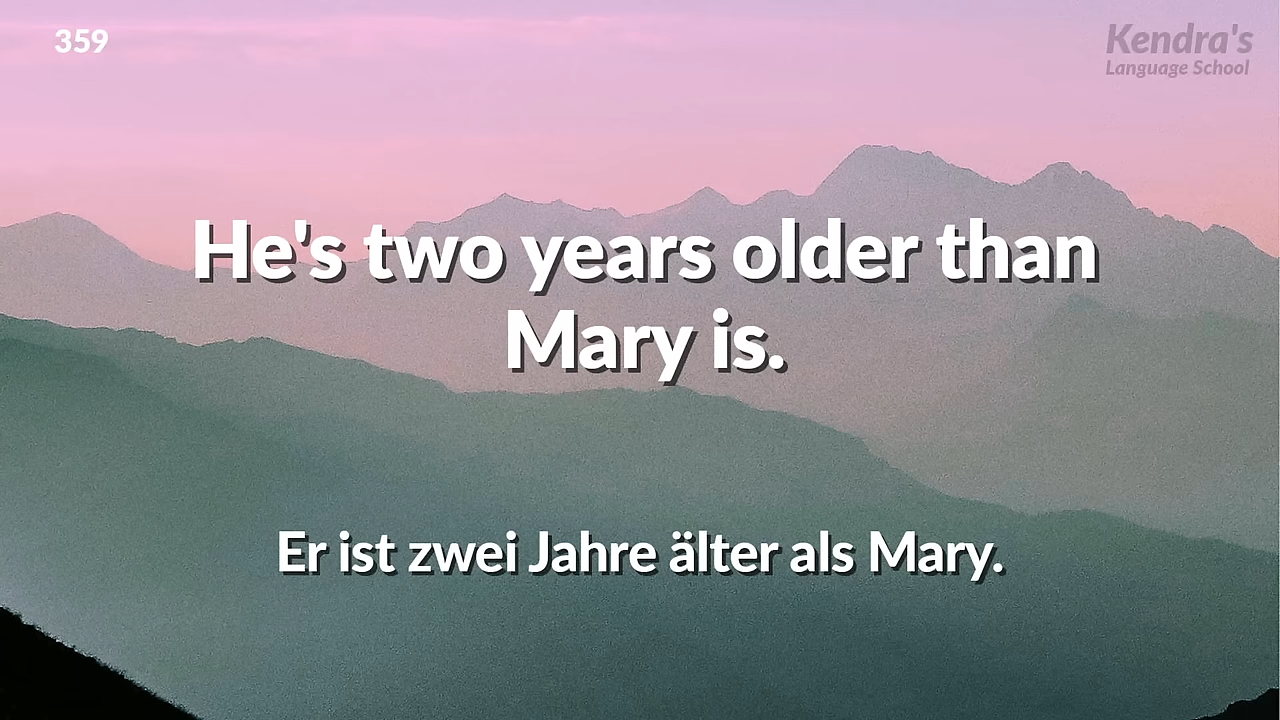 359
Kendra's
Language School
He's two years older than
Mary is.
Er ist zwei Jahre älter als Mary.